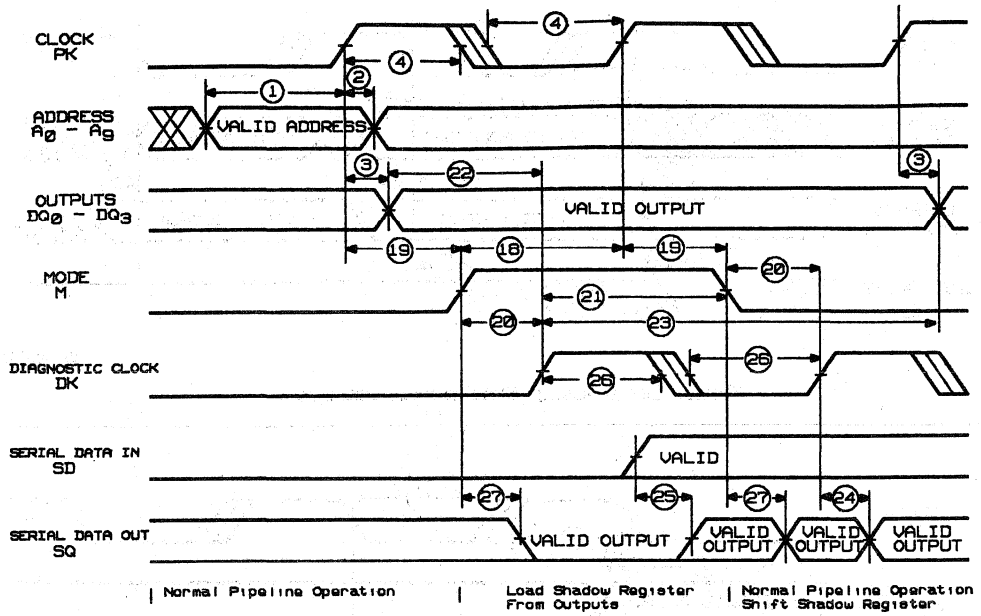 CLOCK
PK
4
4
2
1
ADDRESS
A0 - A9
VALID ADDRESS
3
22
3
OUTPUTS
DQ0 - DQ3
VALID OUTPUT
19
18
19
MODE
M
20
21
20
23
DIAGNOSTIC CLOCK
DK
26
26
SERIAL DATA IN
SD
VALID
27
25
27
24
SERIAL DATA OUT
SQ
VALID OUTPUT
VALID
OUTPUT
VALID
OUTPUT
VALID
OUTPUT
Normal Pipeline Operation
Load Shadow Register
From Outputs
Normal Pipeline Operation
Shift Shadow Register